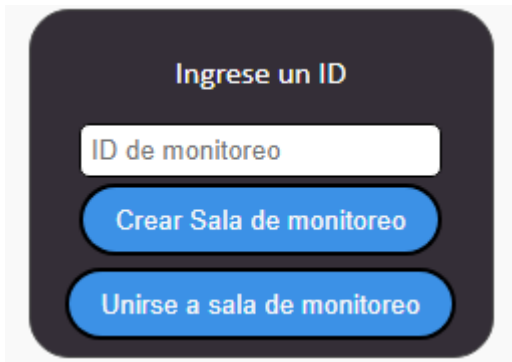 Ingrese un ID
ID de monitoreo
Crear Sala de monitoreo
Unirse a sala de monitoreo